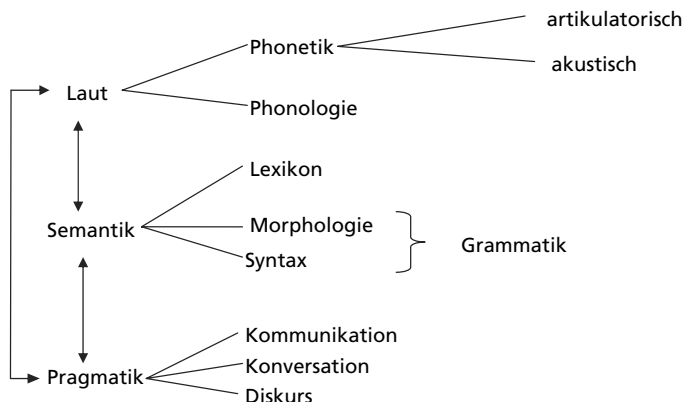 artikulatorisch
Phonetik
akustisch
Laut
Phonologie
Lexikon
Morphologie
Semantik
Grammatik
Syntax
Kommunikation
Konversation
Pragmatik
Diskurs